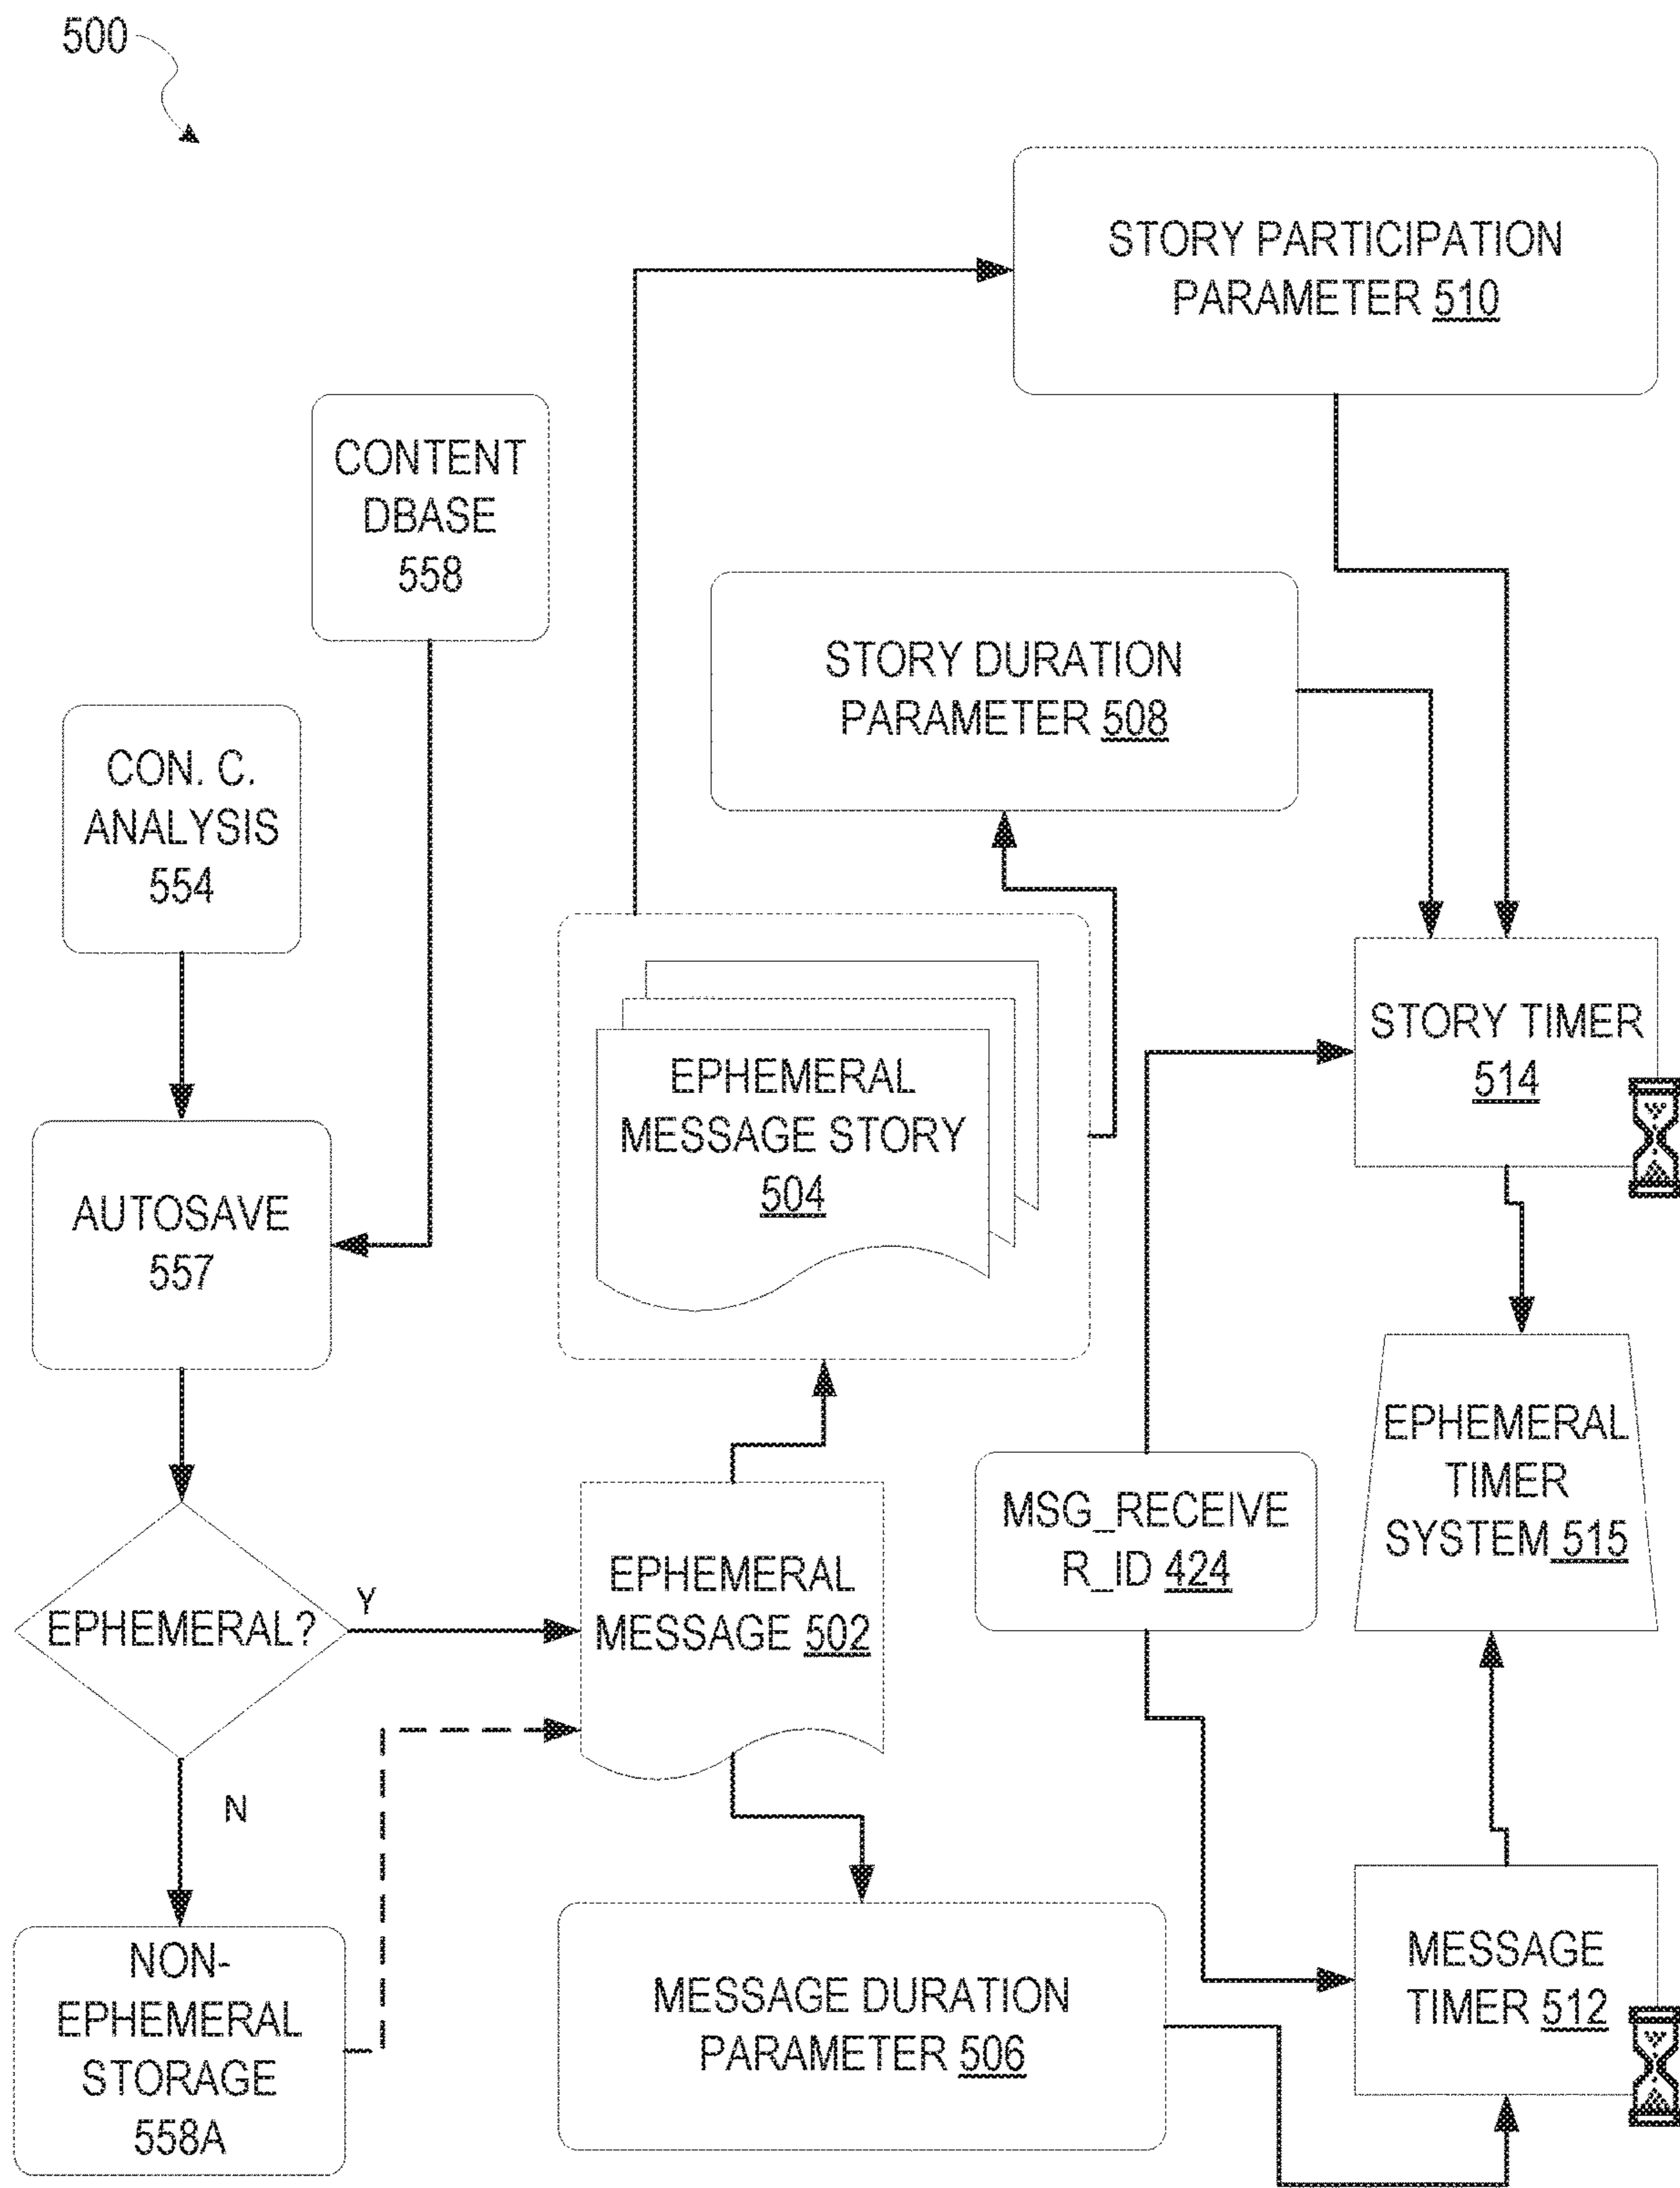 500
STORY PARTICIPATION
PARAMETER 510
CONTENT
DBASE
558
STORY DURATION
PARAMETER 508
CON. C.
ANALYSIS
554
EPHEMERAL
MESSAGE STORY
504
STORY TIMER
514
AUTOSAVE
557
EPHEMERAL
TIMER
SYSTEM 515
MSG_RECEIVE
R_ID 424
EPHEMERAL?
Y
N
EPHEMERAL
MESSAGE 502
NON-
EPHEMERAL
STORAGE
558A
MESSAGE DURATION
PARAMETER 506
MESSAGE
TIMER 512